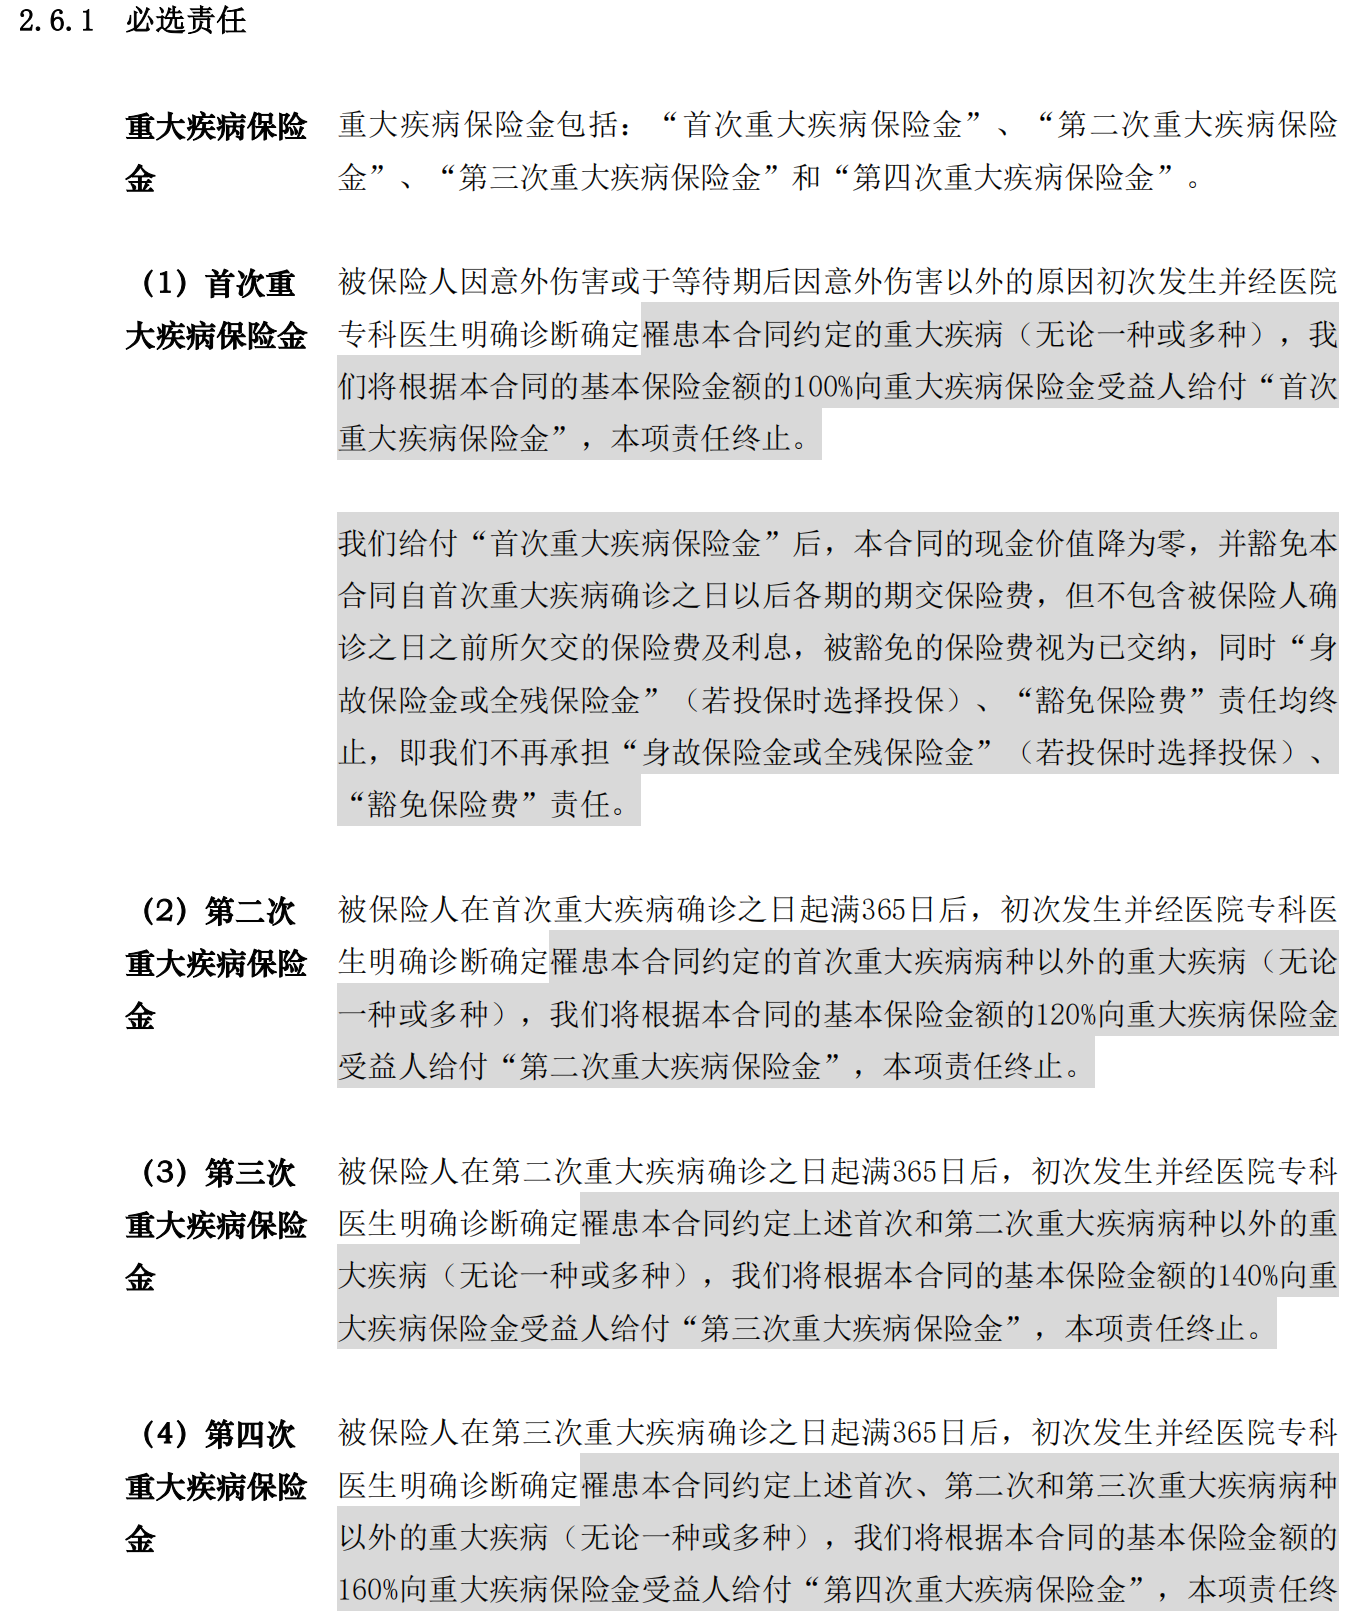 2.6.1 必选责任
重大疾病保险
金
重大疾病保险金包括：“首次重大疾病保险金”、“第二次重大疾病保险
金”、“第三次重大疾病保险金”和“第四次重大疾病保险金”。
（1）首次重
大疾病保险金
被保险人因意外伤害或于等待期后因意外伤害以外的原因初次发生并经医院
专科医生明确诊断确定罹患本合同约定的重大疾病（无论一种或多种），我
们将根据本合同的基本保险金额的100%向重大疾病保险金受益人给付“首次
重大疾病保险金”，本项责任终止。
我们给付“首次重大疾病保险金”后，本合同的现金价值降为零，并豁免本
合同自首次重大疾病确诊之日以后各期的期交保险费，但不包含被保险人确
诊之日之前所欠交的保险费及利息，被豁免的保险费视为已交纳，同时“身
故保险金或全残保险金”（若投保时选择投保）、“豁免保险费”责任均终
止，即我们不再承担“身故保险金或全残保险金”（若投保时选择投保）、
“豁免保险费”责任。
（2）第二次
重大疾病保险
金
被保险人在首次重大疾病确诊之日起满365日后，初次发生并经医院专科医
生明确诊断确定罹患本合同约定的首次重大疾病病种以外的重大疾病（无论
一种或多种），我们将根据本合同的基本保险金额的120%向重大疾病保险金
受益人给付“第二次重大疾病保险金”，本项责任终止。
（3）第三次
重大疾病保险
金
被保险人在第二次重大疾病确诊之日起满365日后，初次发生并经医院专科
医生明确诊断确定罹患本合同约定上述首次和第二次重大疾病病种以外的重
大疾病（无论一种或多种），我们将根据本合同的基本保险金额的140%向重
大疾病保险金受益人给付“第三次重大疾病保险金”，本项责任终止。
（4）第四次
重大疾病保险
金
被保险人在第三次重大疾病确诊之日起满365日后，初次发生并经医院专科
医生明确诊断确定罹患本合同约定上述首次、第二次和第三次重大疾病病种
以外的重大疾病（无论一种或多种），我们将根据本合同的基本保险金额的
160%向重大疾病保险金受益人给付“第四次重大疾病保险金”，本项责任终